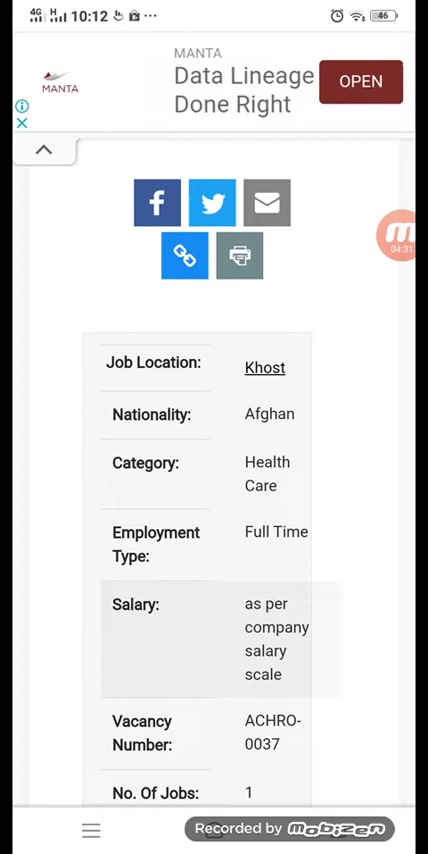 4G H 10:12 ... 46
MANTA
Data Lineage
Done Right
OPEN
MANTA
04:31
Job Location: Khost
Nationality: Afghan
Category: Health
Care
Employment Full Time
Type:
Salary: as per
company
salary
scale
Vacancy ACHRO-
Number: 0037
No. Of Jobs: 1
Recorded by Mobizen